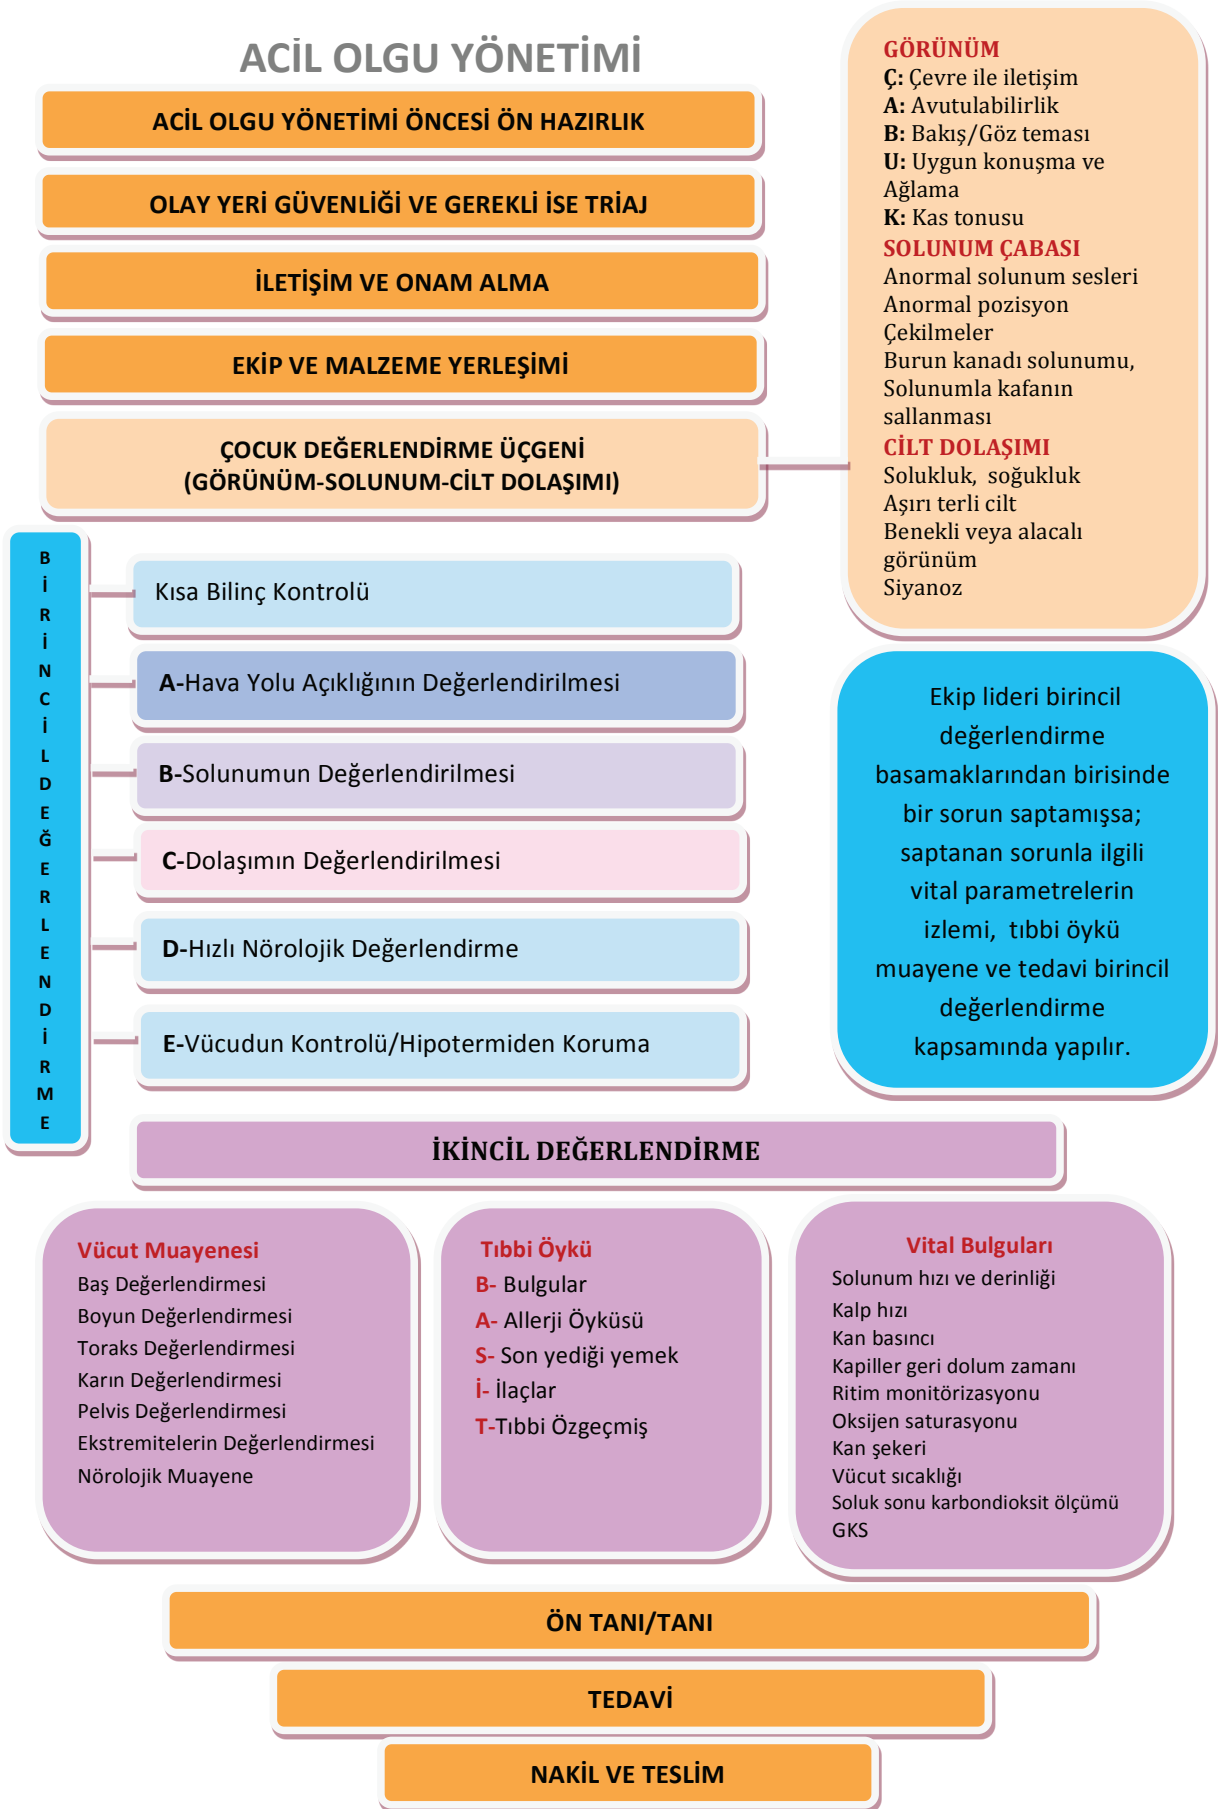 ACİL OLGU YÖNETİMİ
ACİL OLGU YÖNETİMİ ÖNCESİ ÖN HAZIRLIK
OLAY YERİ GÜVENLİĞİ VE GEREKLİ İSE TRİAJ
İLETİŞİM VE ONAM ALMA
EKİP VE MALZEME YERLEŞİMİ
ÇOCUK DEĞERLENDİRME ÜÇGENİ
(GÖRÜNÜM-SOLUNUM-CİLT DOLAŞIMI)
GÖRÜNÜM
Ç: Çevre ile iletişim
A: Avutulabilirlik
B: Bakış/Göz teması
U: Uygun konuşma ve
Ağlama
K: Kas tonusu
SOLUNUM ÇABASI
Anormal solunum sesleri
Anormal pozisyon
Çekilmeler
Burun kanadı solunumu,
Solunumla kafanın
sallanması
CİLT DOLAŞIMI
Solukluk, soğukluk
Aşırı terli cilt
Benekli veya alacalı
görünüm
Siyanoz
B
İ
R
İ
N
C
İ
L
D
E
Ğ
E
R
L
E
N
D
İ
R
M
E
Kısa Bilinç Kontrolü
A-Hava Yolu Açıklığının Değerlendirilmesi
B-Solunumun Değerlendirilmesi
C-Dolaşımın Değerlendirilmesi
D-Hızlı Nörolojik Değerlendirme
E-Vücudun Kontrolü/Hipotermiden Koruma
Ekip lideri birincil
değerlendirme
basamaklarından birisinde
bir sorun saptamışsa;
saptanan sorunla ilgili
vital parametrelerin
izlemi, tıbbi öykü
muayene ve tedavi birincil
değerlendirme
kapsamında yapılır.
İKİNCİL DEĞERLENDİRME
Vücut Muayenesi
Baş Değerlendirmesi
Boyun Değerlendirmesi
Toraks Değerlendirmesi
Karın Değerlendirmesi
Pelvis Değerlendirmesi
Ekstremitelerin Değerlendirmesi
Nörolojik Muayene
Tıbbi Öykü
B- Bulgular
A- Allerji Öyküsü
S- Son yediği yemek
İ- İlaçlar
T-Tıbbi Özgeçmiş
Vital Bulguları
Solunum hızı ve derinliği
Kalp hızı
Kan basıncı
Kapiller geri dolum zamanı
Ritim monitörizasyonu
Oksijen saturasyonu
Kan şekeri
Vücut sıcaklığı
Soluk sonu karbondioksit ölçümü
GKS
ÖN TANI/TANI
TEDAVİ
NAKİL VE TESLİM